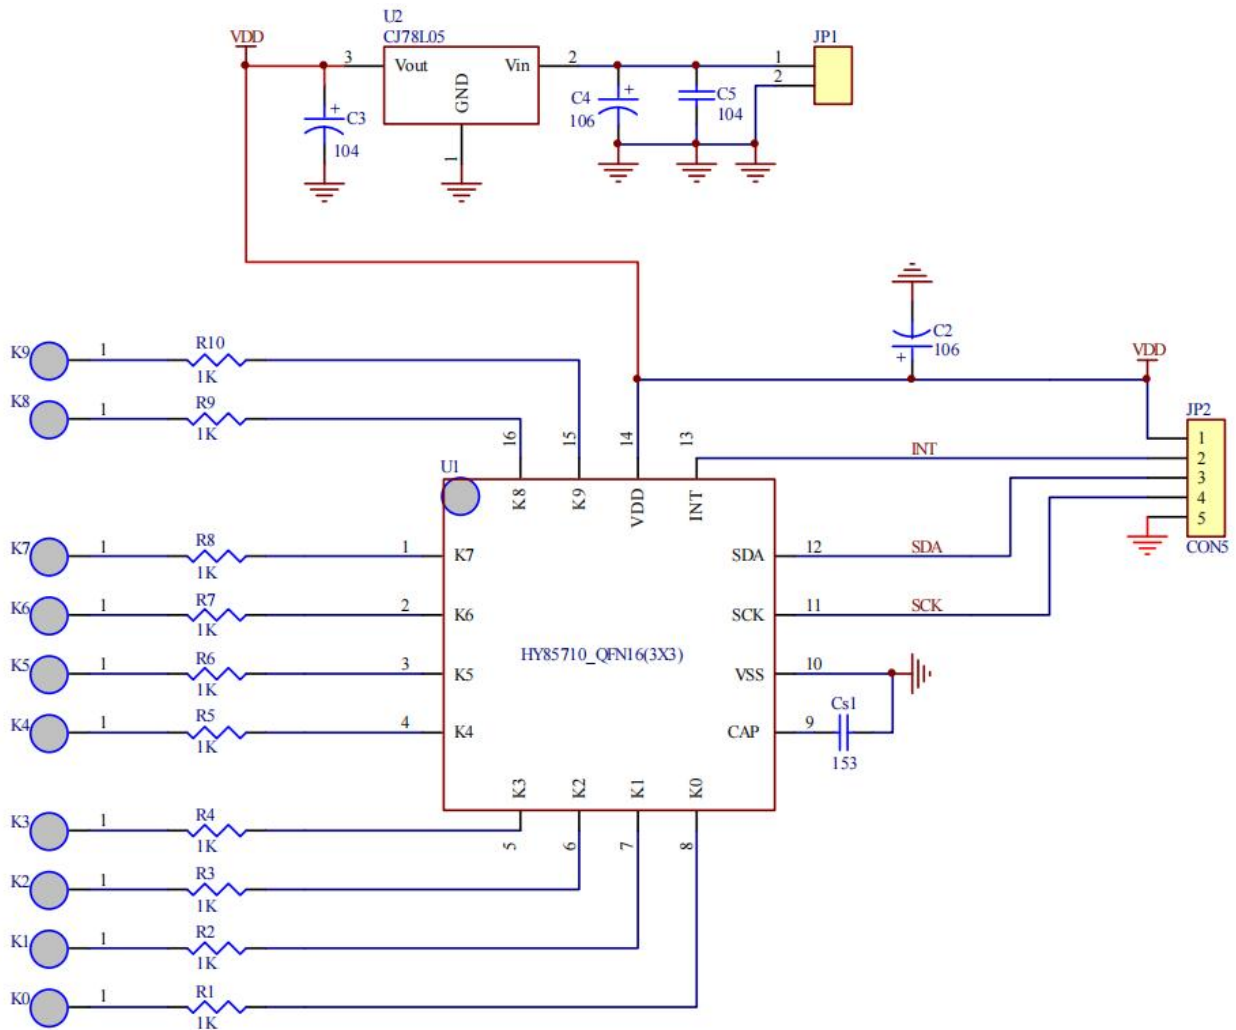 U2
CJ78L05
VDD
3
Vout
Vin
2
GND
1
C3
104
C4
106
C5
104
JP1
1
2
C2
106
VDD
K9
1
R10
1K
K8
1
R9
1K
16
15
14
13
INT
JP2
1
2
3
4
5
CON5
U1
K8
K9
VDD
INT
K7
1
R8
1K
1
K7
SDA
12
SDA
K6
1
R7
1K
2
K6
SCK
11
SCK
HY85710_QFN16(3X3)
K5
1
R6
1K
3
K5
VSS
10
K4
1
R5
1K
4
K4
CAP
9
Cs1
153
K3
K2
K1
K0
5
6
7
8
K3
1
R4
1K
K2
1
R3
1K
K1
1
R2
1K
K0
1
R1
1K
+
+
+